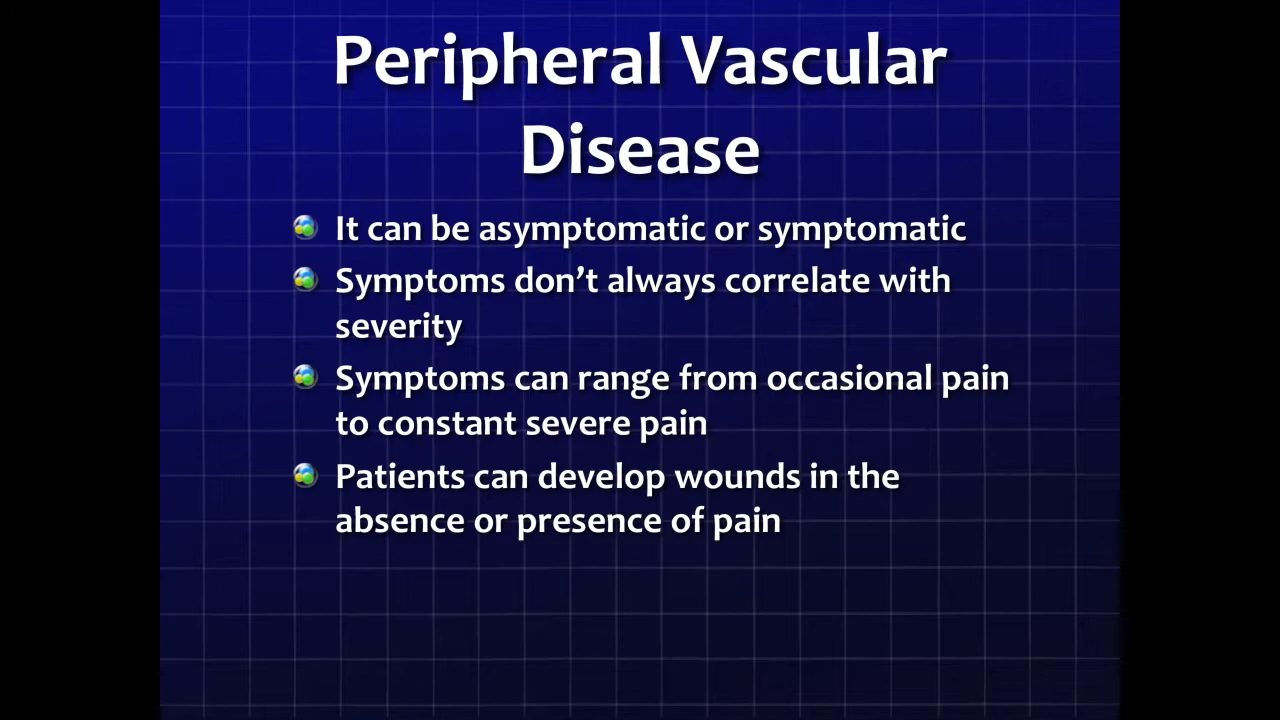 Peripheral Vascular
Disease
It can be asymptomatic or symptomatic
Symptoms don’t always correlate with
severity
Symptoms can range from occasional pain
to constant severe pain
Patients can develop wounds in the
absence or presence of pain